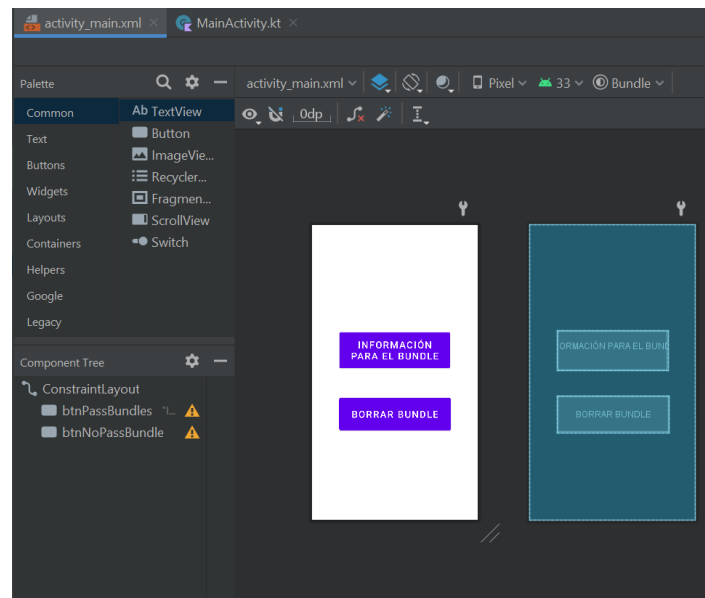 activity_main.xml MainActivity.kt
Palette activity_main.xml Pixel 33 Bundle
Common Ab TextView 0dp
Text Button
Buttons ImageVie...
Widgets Recycler...
Layouts Fragmen...
Containers ScrollView
Helpers Switch
Google
Legacy
Component Tree
ConstraintLayout
btnPassBundles "I...
btnNoPassBundle
INFORMACIÓN
PARA EL BUNDLE
BORRAR BUNDLE
ORMACIÓN PARA EL BUND
BORRAR BUNDLE